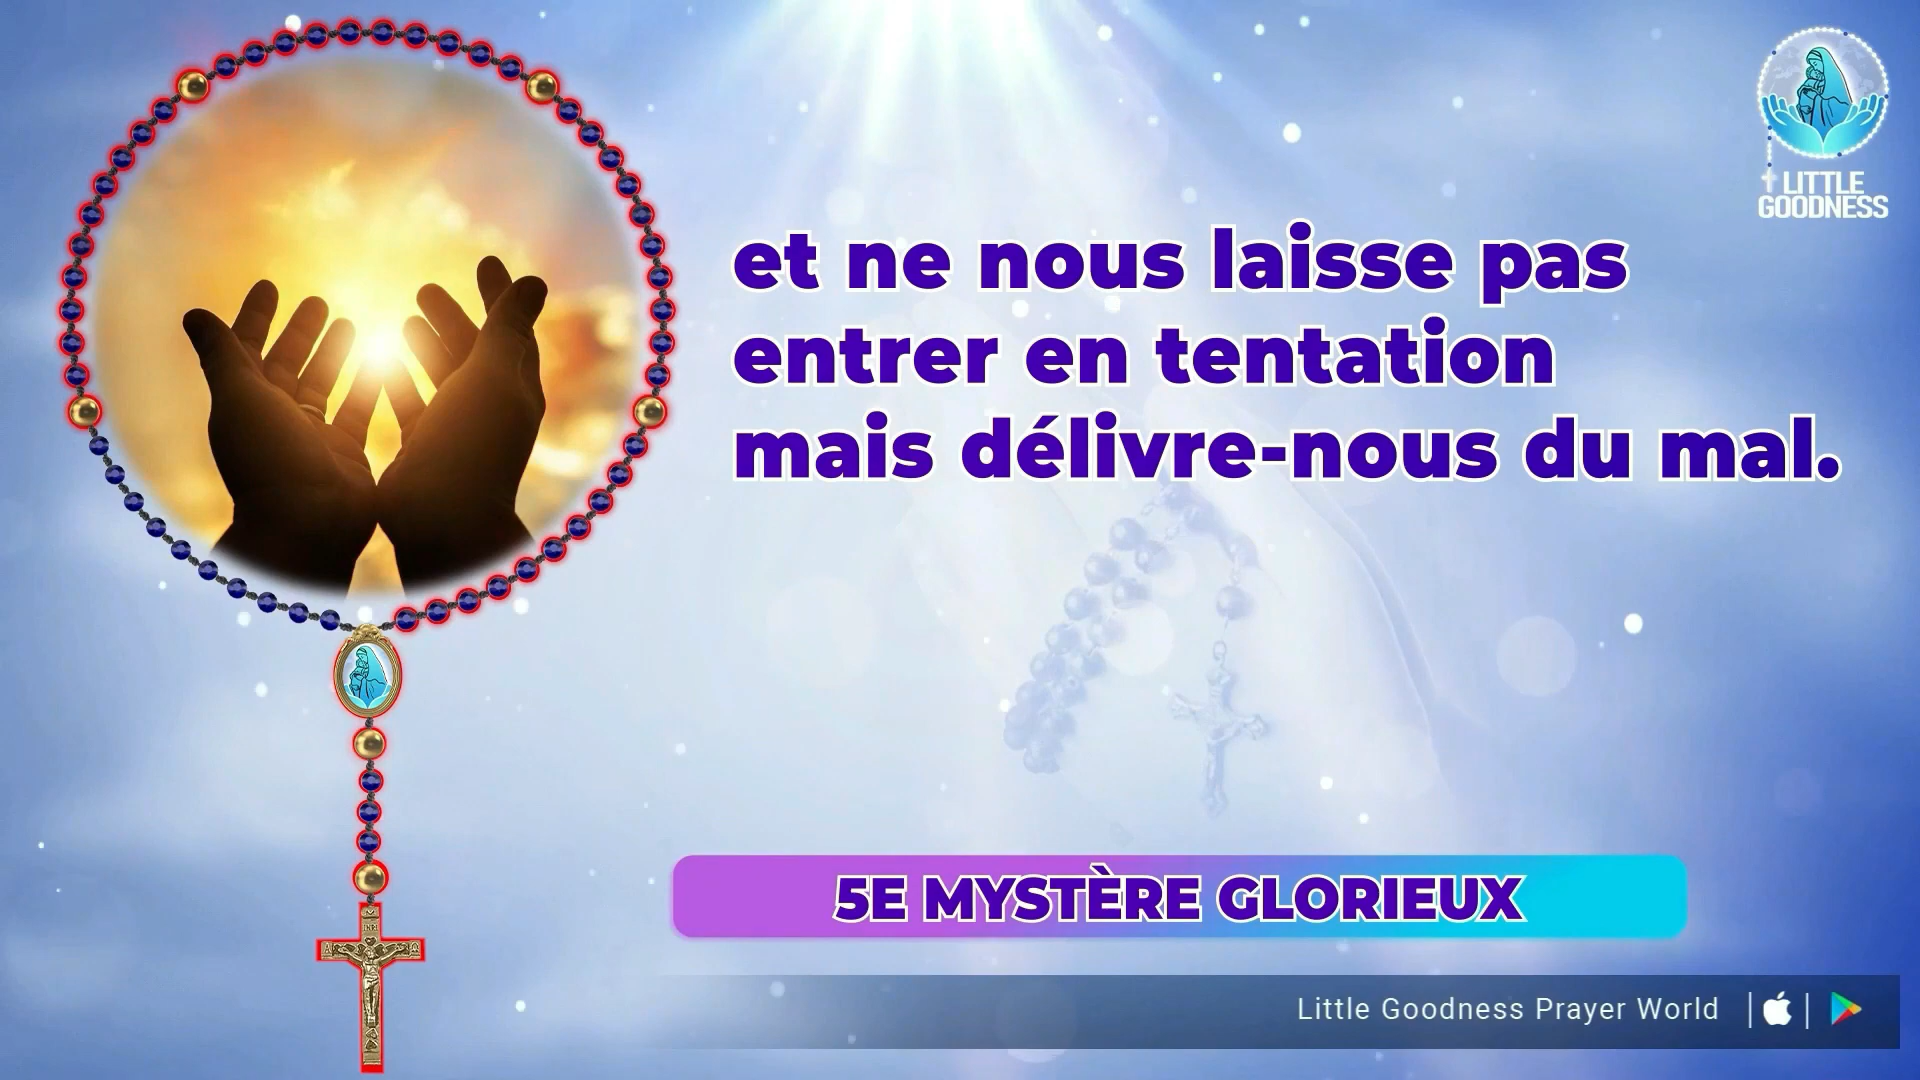 LITTLE
GOODNESS
et ne nous laisse pas
entrer en tentation
mais délivre-nous du mal.
5E MYSTÈRE GLORIEUX
INRI
Little Goodness Prayer World